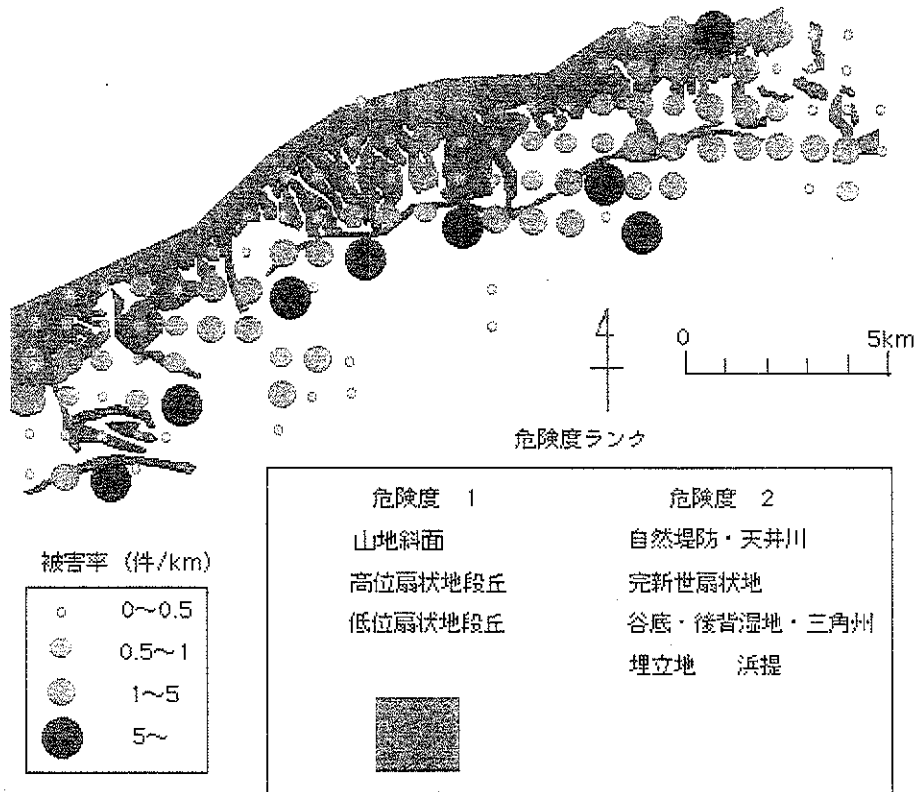 0 5km
危険度ランク
危険度 1
山地斜面
高位扇状地段丘
低位扇状地段丘
危険度 2
自然堤防・天井川
完新世扇状地
谷底・後背湿地・三角州
埋立地 浜提
被害率 (件/km)
0~0.5
0.5~1
1~5
5~